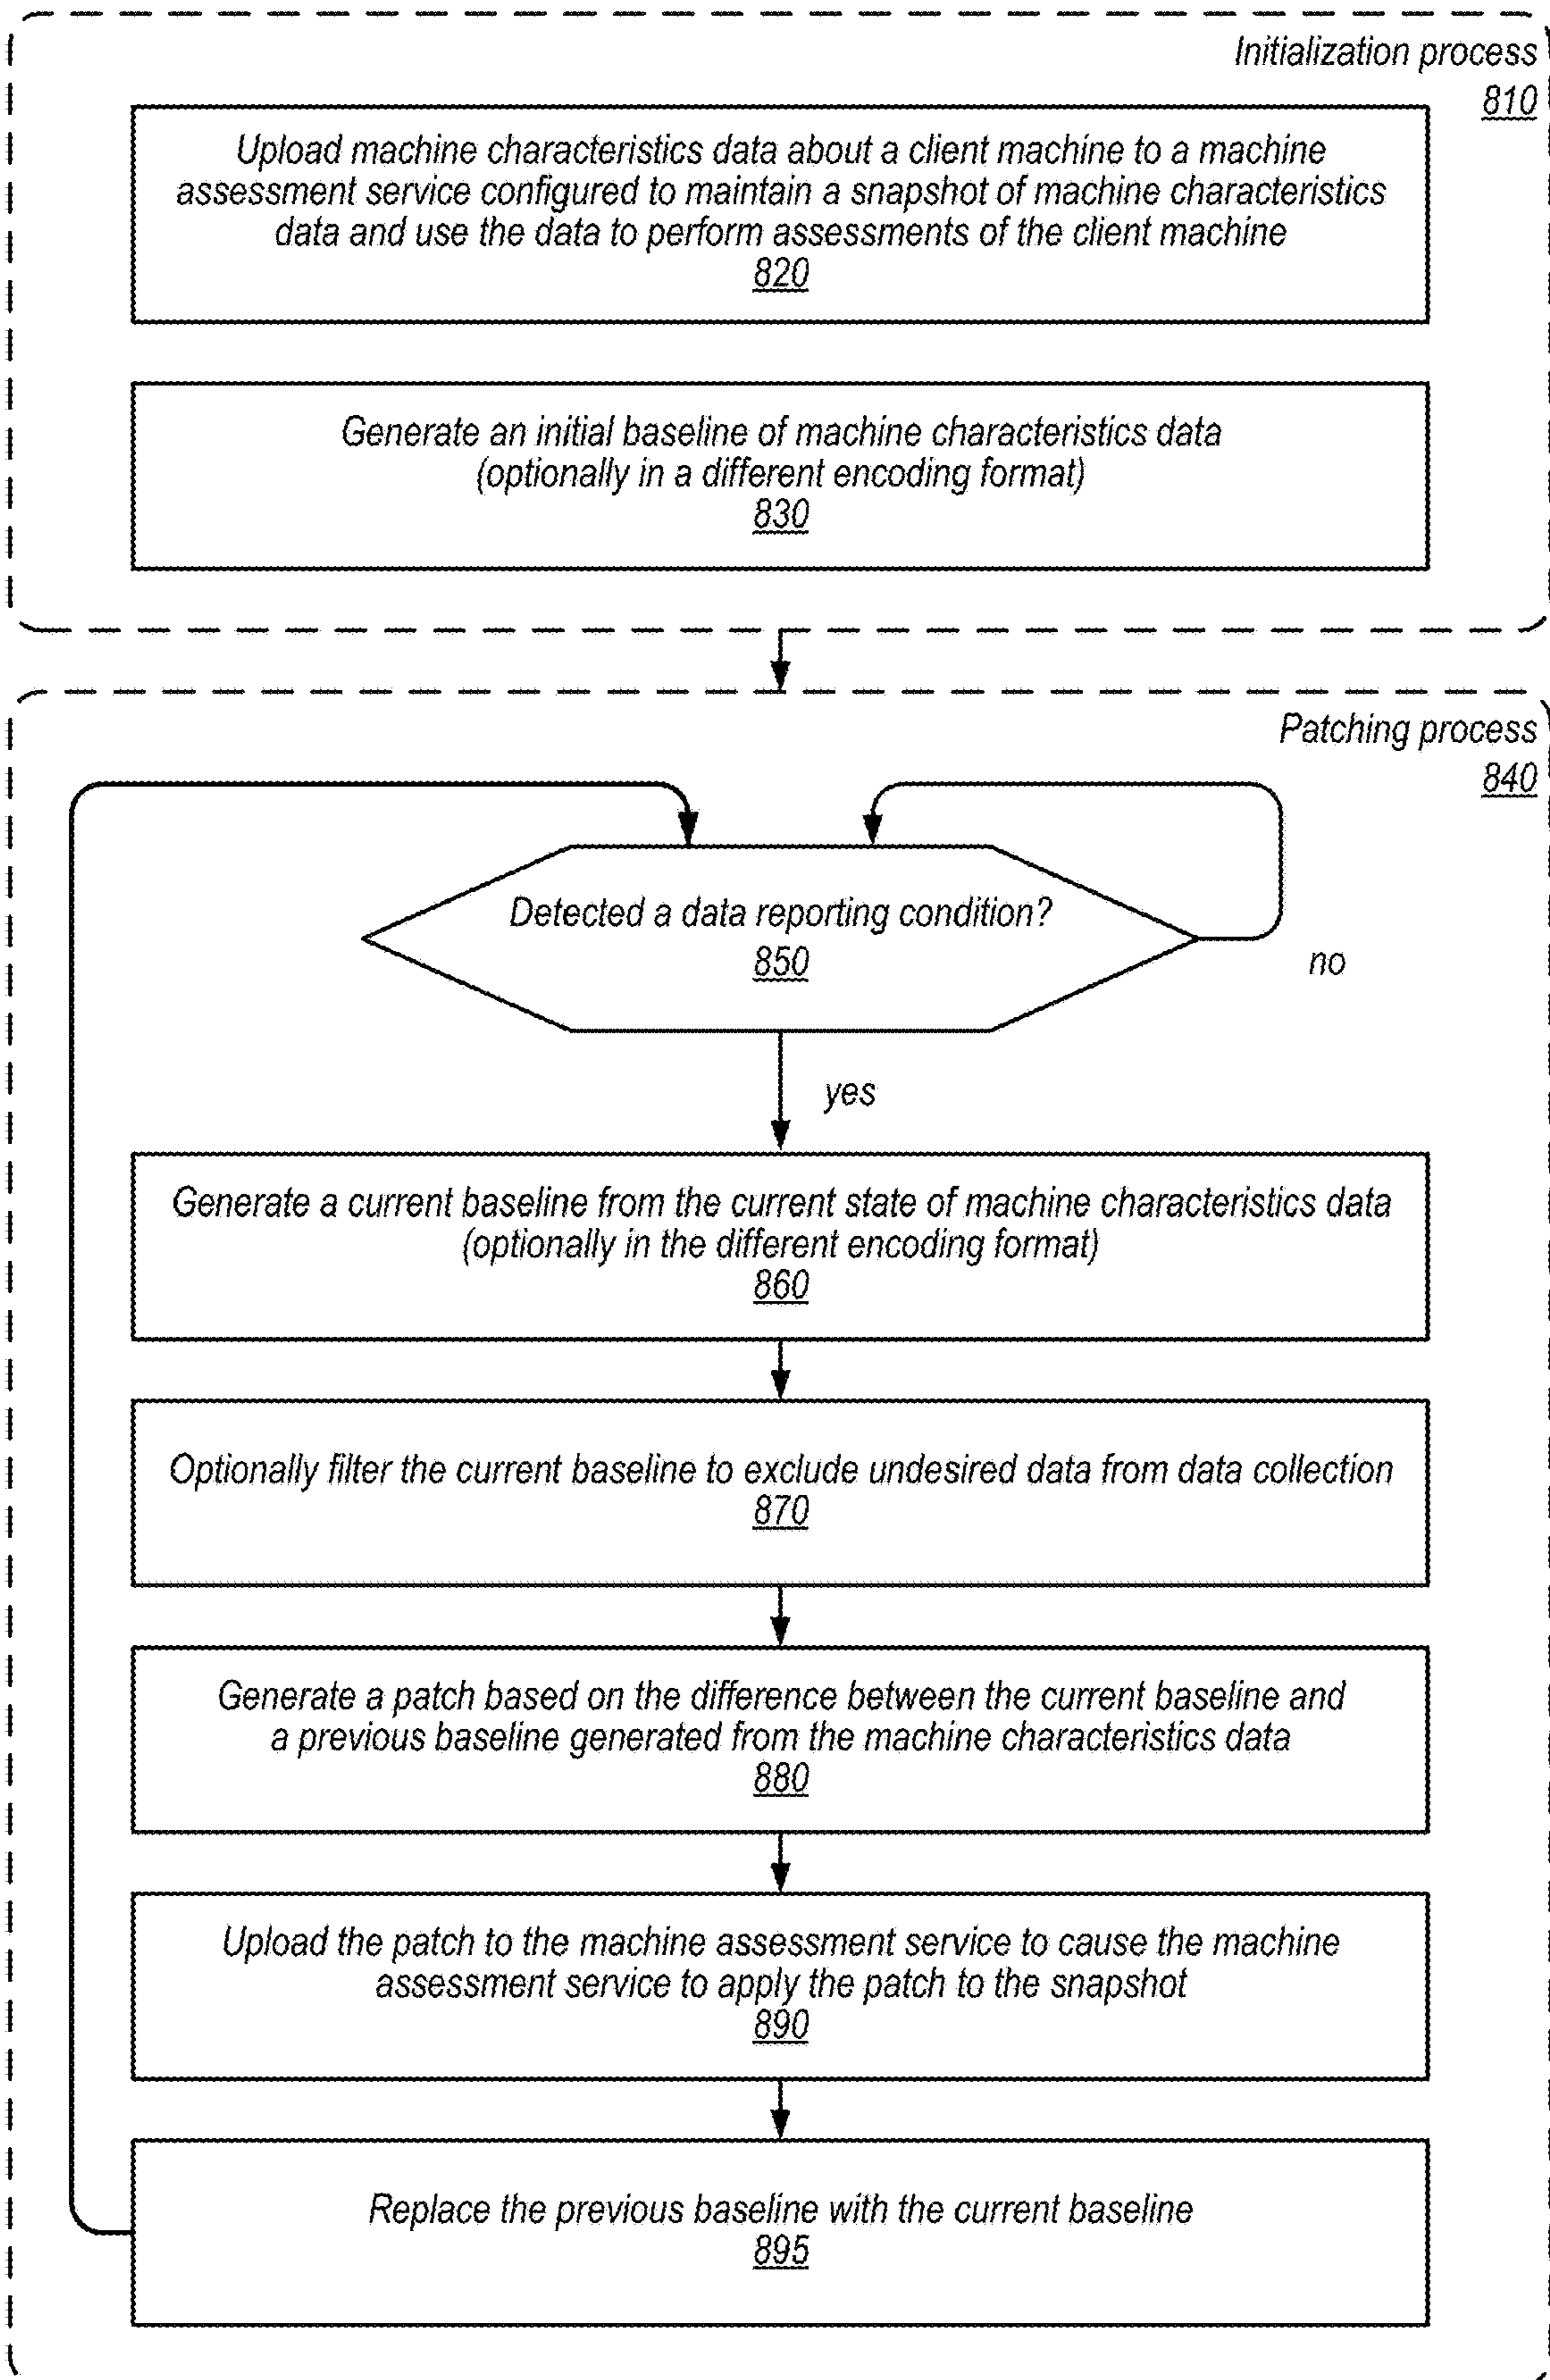 Initialization process
810
Upload machine characteristics data about a client machine to a machine
assessment service configured to maintain a snapshot of machine characteristics
data and use the data to perform assessments of the client machine
820
Generate an initial baseline of machine characteristics data
(optionally in a different encoding format)
830
Patching process
840
Detected a data reporting condition?
850
no
yes
Generate a current baseline from the current state of machine characteristics data
(optionally in the different encoding format)
860
Optionally filter the current baseline to exclude undesired data from data collection
870
Generate a patch based on the difference between the current baseline and
a previous baseline generated from the machine characteristics data
880
Upload the patch to the machine assessment service to cause the machine
assessment service to apply the patch to the snapshot
890
Replace the previous baseline with the current baseline
895